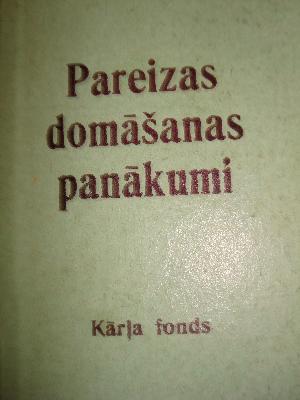 Pareizas
domāšanas
panākumi
Kārļa fonds